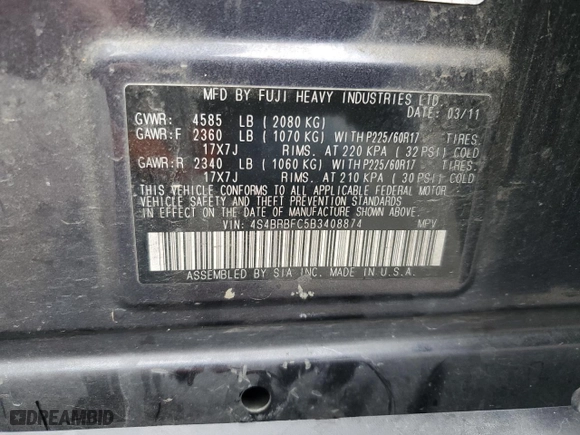 MFD BY FUJI HEAVY INDUSTRIES LTD.
DATE: 03/11
GVWR: 4585 LB ( 2080 KG)
GAWR:F 2360 LB ( 1070 KG) WITH P225/60R17 TIRES
17X7J RIMS. AT 220 KPA ( 32 PSI) COLD
GAWR:R 2340 LB ( 1060 KG) WITH P225/60R17 TIRES
17X7J RIMS. AT 210 KPA ( 30 PSI) COLD
THIS VEHICLE CONFORMS TO ALL APPLICABLE FEDERAL MOTOR
VEHICLE SAFETY AND THEFT PREVENTION STANDARDS
IN EFFECT ON THE DATE OF MANUFACTURE SHOWN ABOVE.
VIN: 4S4BRBFC5B3408874 MPV
ASSEMBLED BY SIA INC. MADE IN U.S.A.
DREAMBID